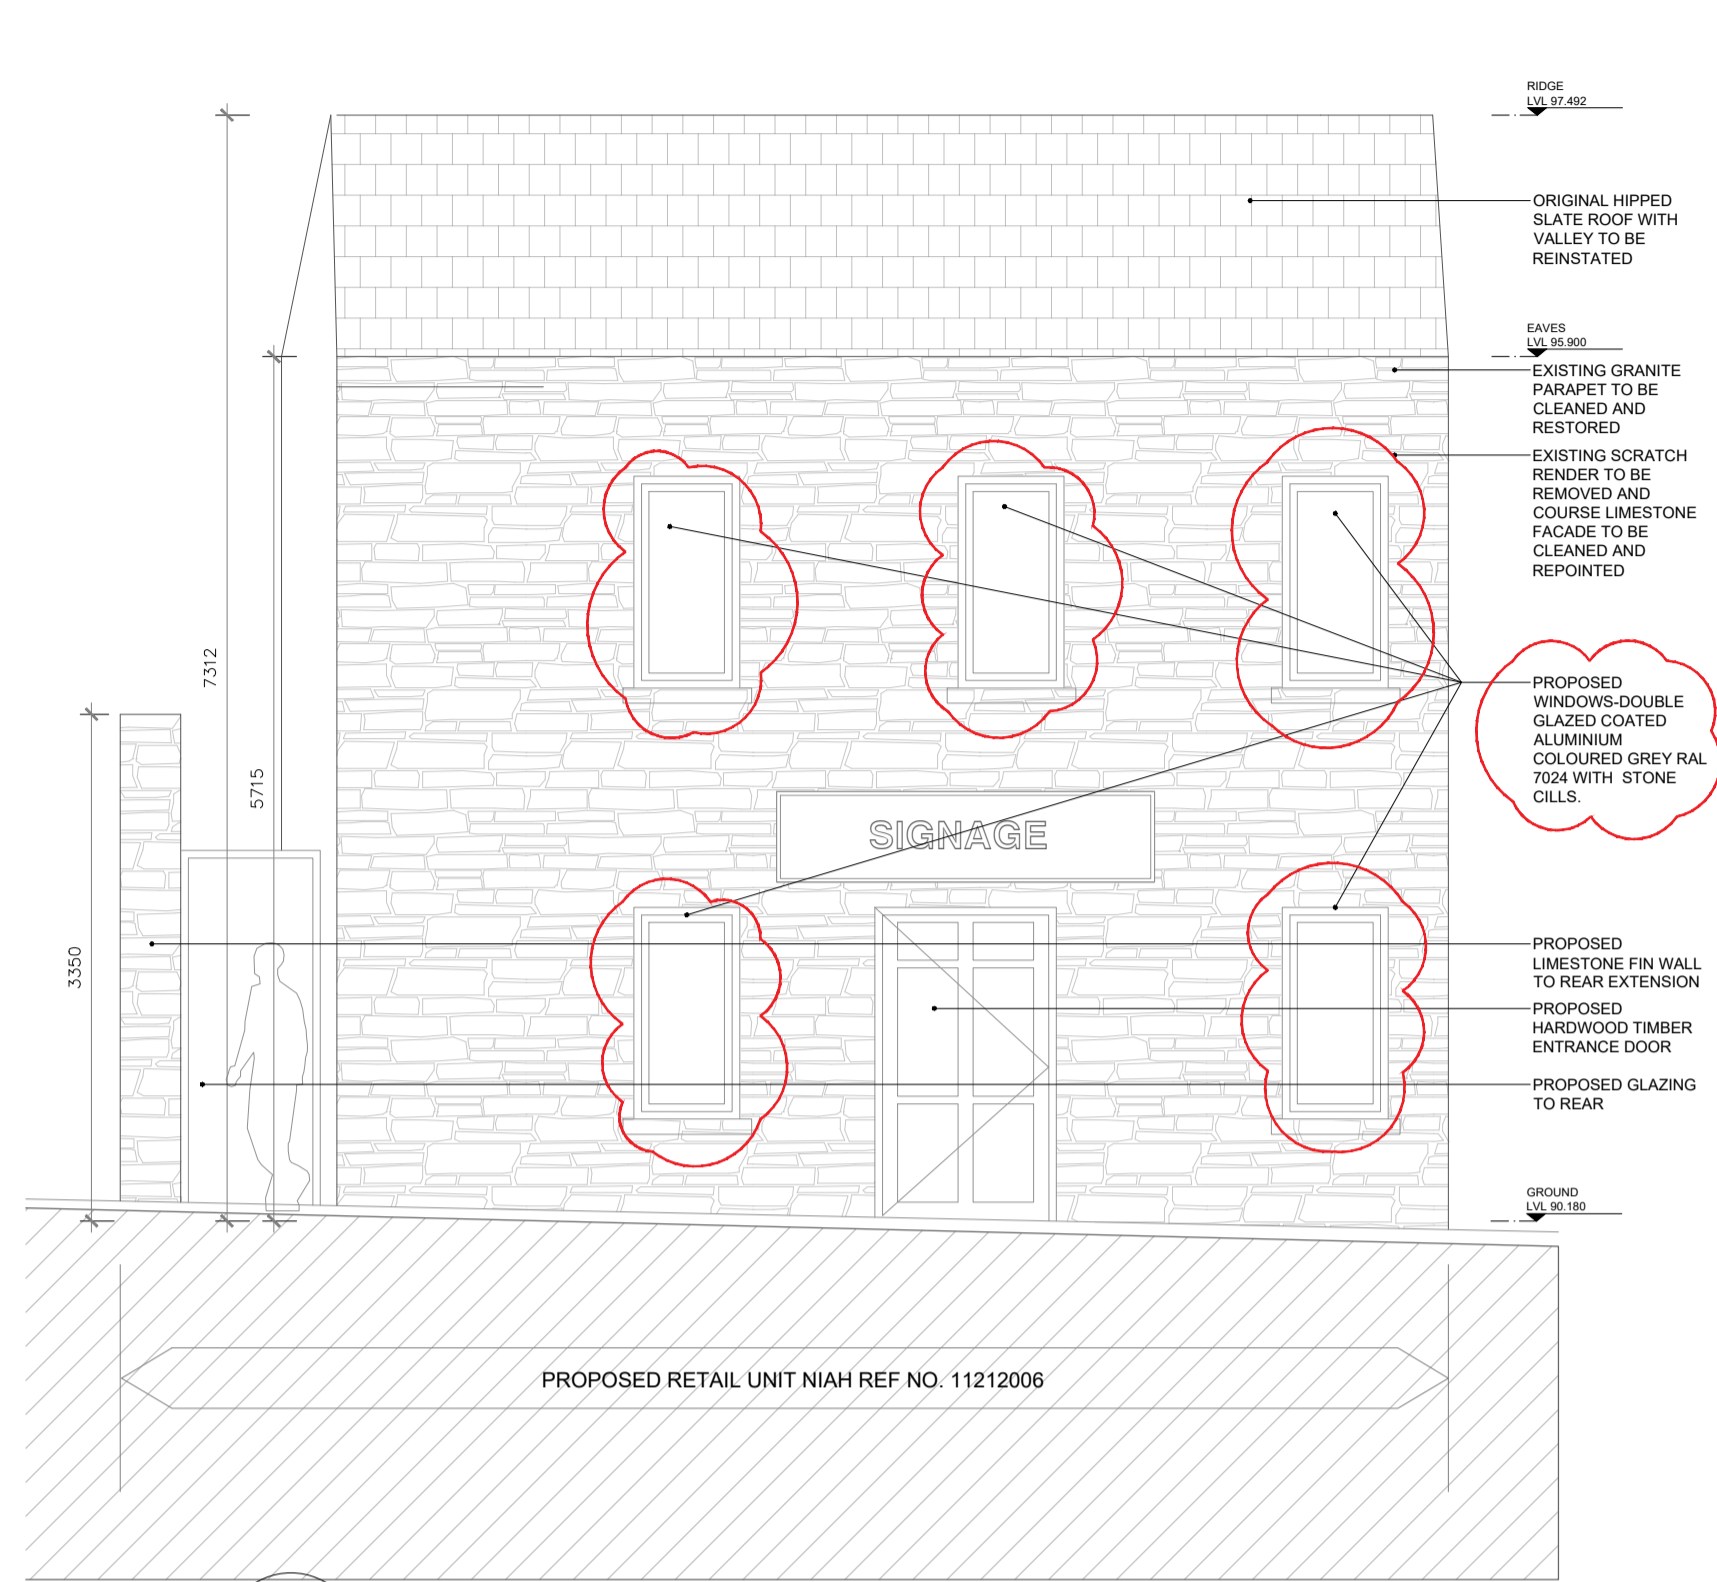 RIDGE
LVL 97.492
ORIGINAL HIPPED
SLATE ROOF WITH
VALLEY TO BE
REINSTATED
EAVES
LVL 95.900
EXISTING GRANITE
PARAPET TO BE
CLEANED AND
RESTORED
EXISTING SCRATCH
RENDER TO BE
REMOVED AND
COURSE LIMESTONE
FACADE TO BE
CLEANED AND
REPOINTED
7312
5715
3350
PROPOSED
WINDOWS-DOUBLE
GLAZED COATED
ALUMINIUM
COLOURED GREY RAL
7024 WITH STONE
CILLS.
SIGNAGE
PROPOSED
LIMESTONE FIN WALL
TO REAR EXTENSION
PROPOSED
HARDWOOD TIMBER
ENTRANCE DOOR
PROPOSED GLAZING
TO REAR
GROUND
LVL 90.180
PROPOSED RETAIL UNIT NIAH REF NO. 11212006